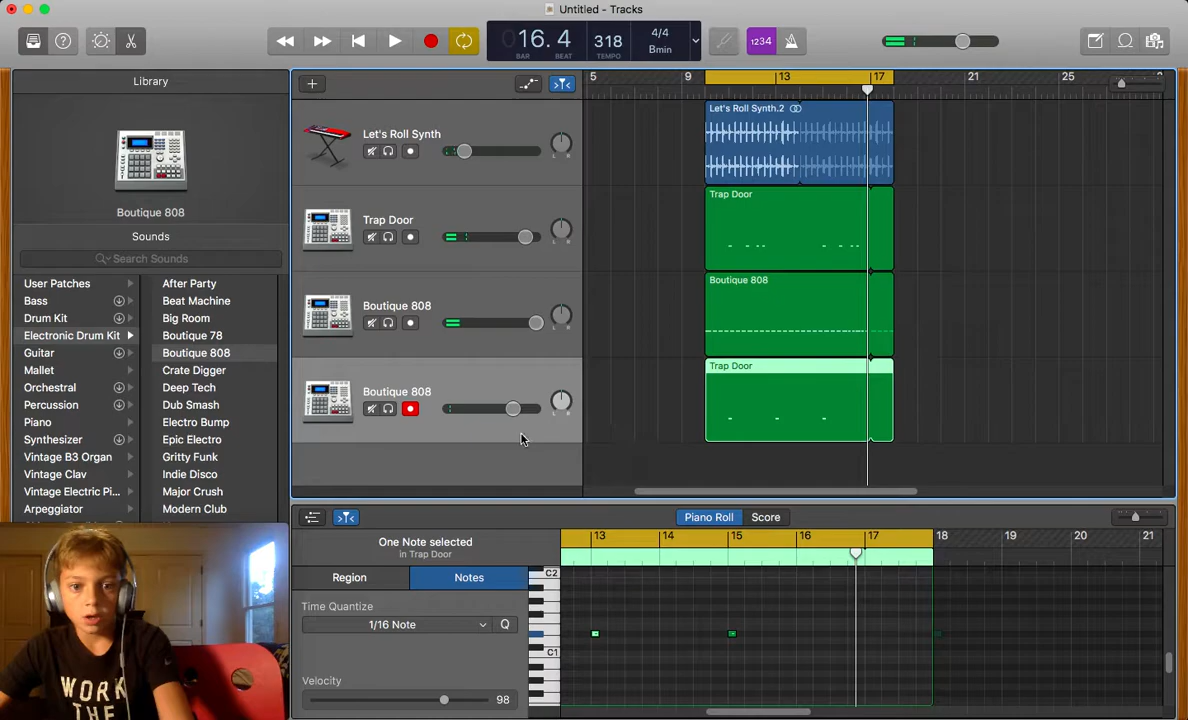 Untitled - Tracks
016.4
BAR BEAT
318
TEMPO
4/4
Bmin
1234
Library
Boutique 808
Sounds
Search Sounds
User Patches
Bass
Drum Kit
Electronic Drum Kit
Guitar
Mallet
Orchestral
Percussion
Piano
Synthesizer
Vintage B3 Organ
Vintage Clav
Vintage Electric Pi...
Arpeggiator
After Party
Beat Machine
Big Room
Boutique 78
Boutique 808
Crate Digger
Deep Tech
Dub Smash
Electro Bump
Epic Electro
Gritty Funk
Indie Disco
Major Crush
Modern Club
5 9 13 17 21 25
Let's Roll Synth
L R
Trap Door
L R
Boutique 808
L R
Boutique 808
L R
Let's Roll Synth.2
Trap Door
Boutique 808
Trap Door
Piano Roll
Score
One Note selected
in Trap Door
Region
Notes
Time Quantize
1/16 Note
Q
Velocity
98
13 14 15 16 17 18 19 20 21
C2
C1
WORK
THE